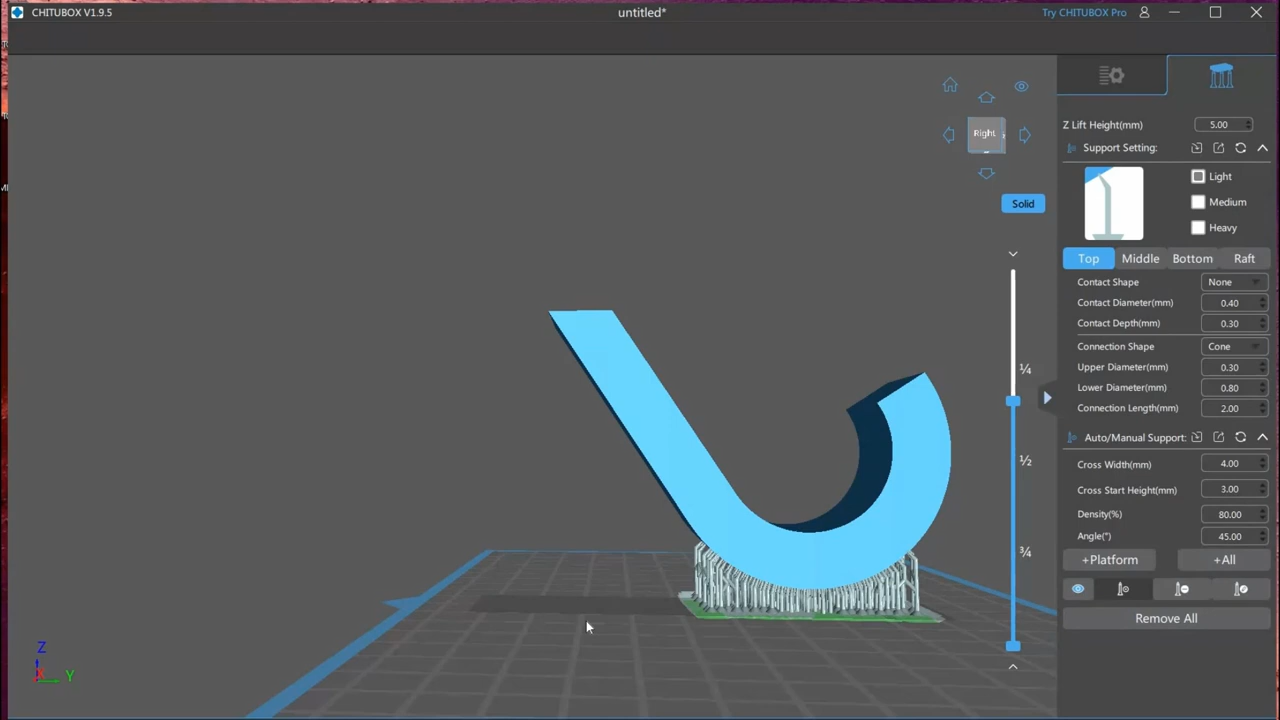 CHITUBOX V1.9.5
untitled*
Try CHITUBOX Pro
Right
Solid
¼
½
¾
Z
X
Y
Z Lift Height(mm) 5.00
Support Setting:
Light
Medium
Heavy
Top Middle Bottom Raft
Contact Shape None
Contact Diameter(mm) 0.40
Contact Depth(mm) 0.30
Connection Shape Cone
Upper Diameter(mm) 0.30
Lower Diameter(mm) 0.80
Connection Length(mm) 2.00
Auto/Manual Support:
Cross Width(mm) 4.00
Cross Start Height(mm) 3.00
Density(%) 80.00
Angle(°) 45.00
+Platform +All
Remove All